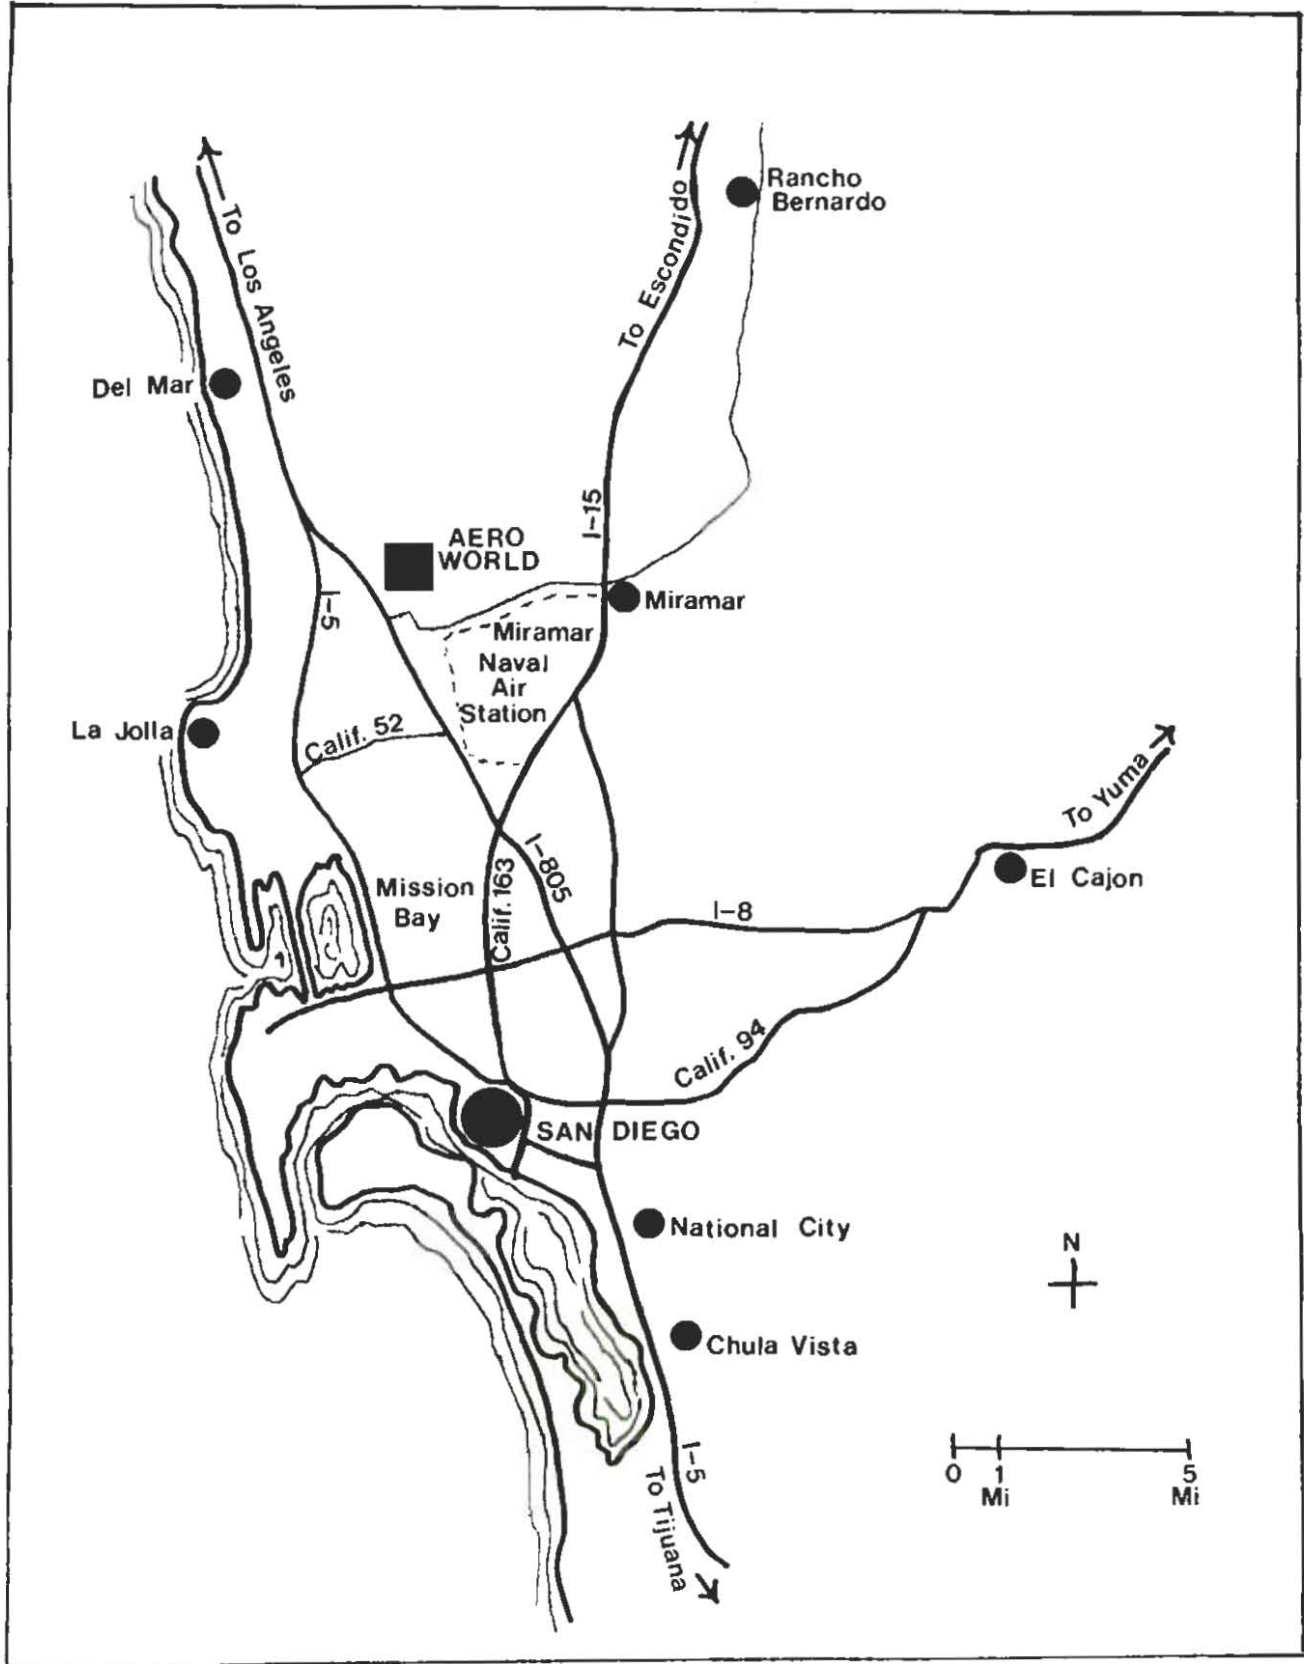 Rancho
Bernardo
To Los Angeles
To Escondido
Del Mar
I-15
AERO
WORLD
I-5
Miramar
Miramar
Naval
Air
Station
La Jolla
Calif. 52
To Yuma
I-805
Mission
Bay
Calif. 163
El Cajon
I-8
Calif. 94
SAN DIEGO
National City
N
Chula Vista
I-5
To Tijuana
0 1 5
Mi Mi